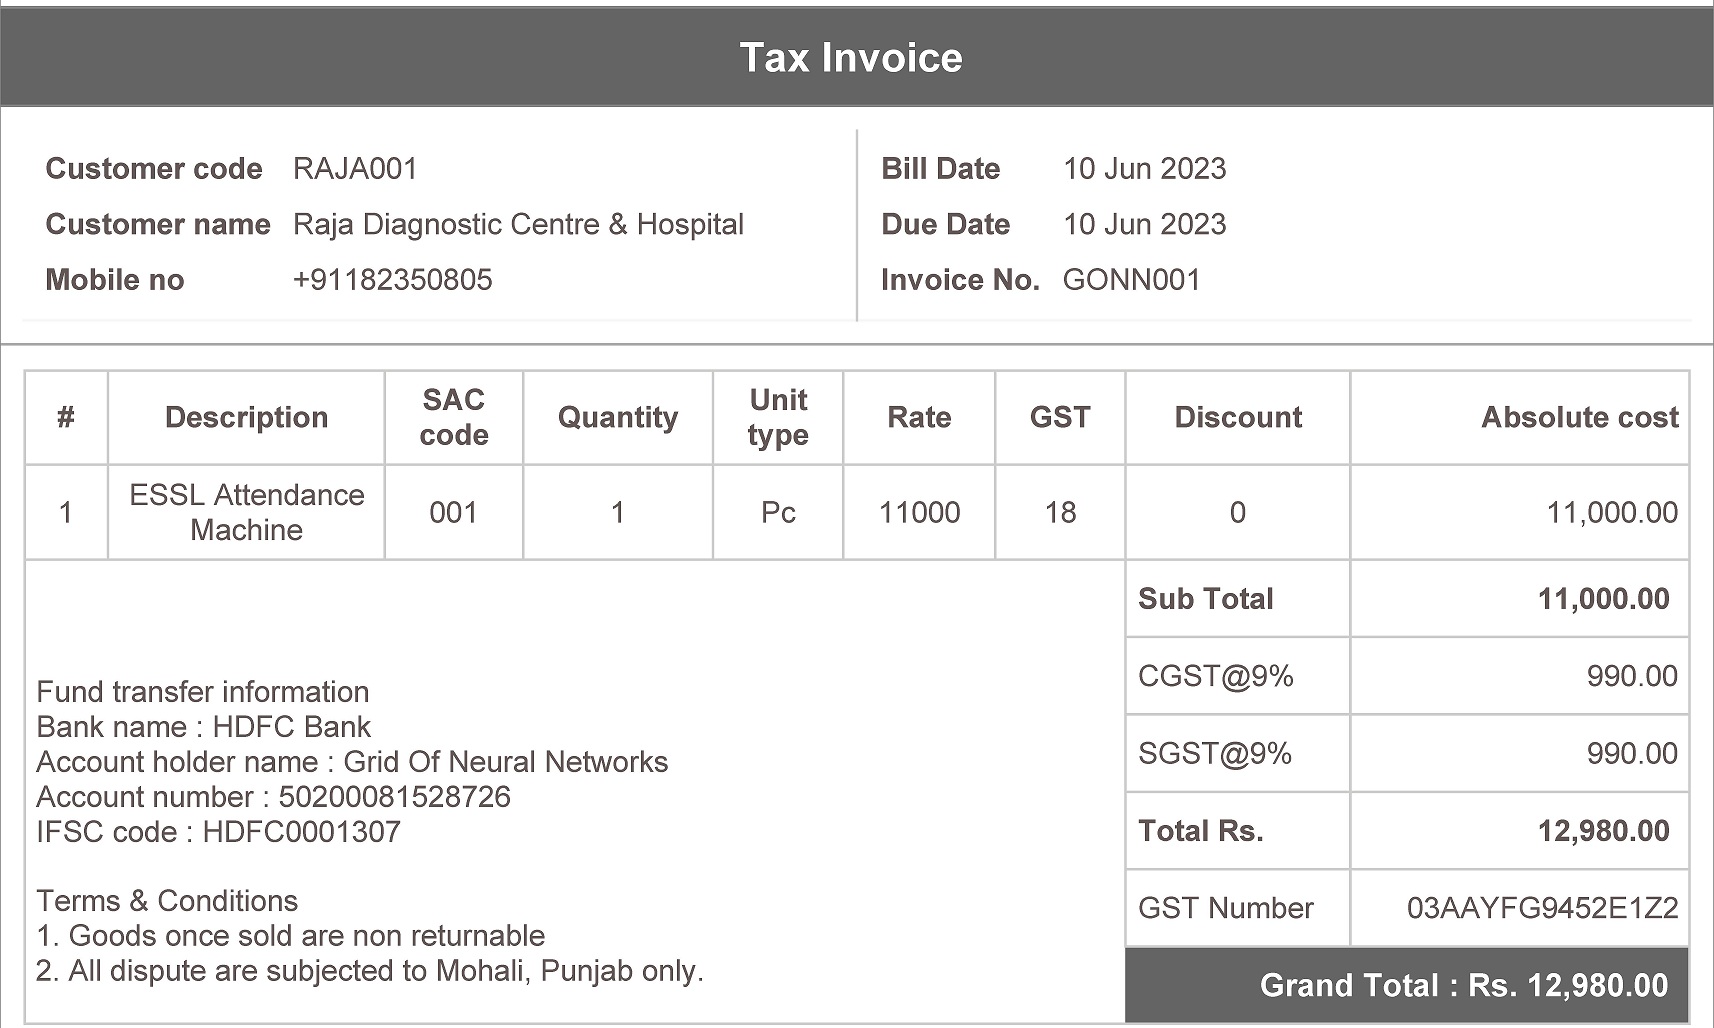 Tax Invoice
Customer code RAJA001
Customer name Raja Diagnostic Centre & Hospital
Mobile no +91182350805
Bill Date 10 Jun 2023
Due Date 10 Jun 2023
Invoice No. GONN001
# Description SAC code Quantity Unit type Rate GST Discount Absolute cost
1 ESSL Attendance Machine 001 1 Pc 11000 18 0 11,000.00
Sub Total 11,000.00
CGST@9% 990.00
SGST@9% 990.00
Total Rs. 12,980.00
GST Number 03AAYFG9452E1Z2
Grand Total : Rs. 12,980.00
Fund transfer information
Bank name : HDFC Bank
Account holder name : Grid Of Neural Networks
Account number : 50200081528726
IFSC code : HDFC0001307
Terms & Conditions
1. Goods once sold are non returnable
2. All dispute are subjected to Mohali, Punjab only.